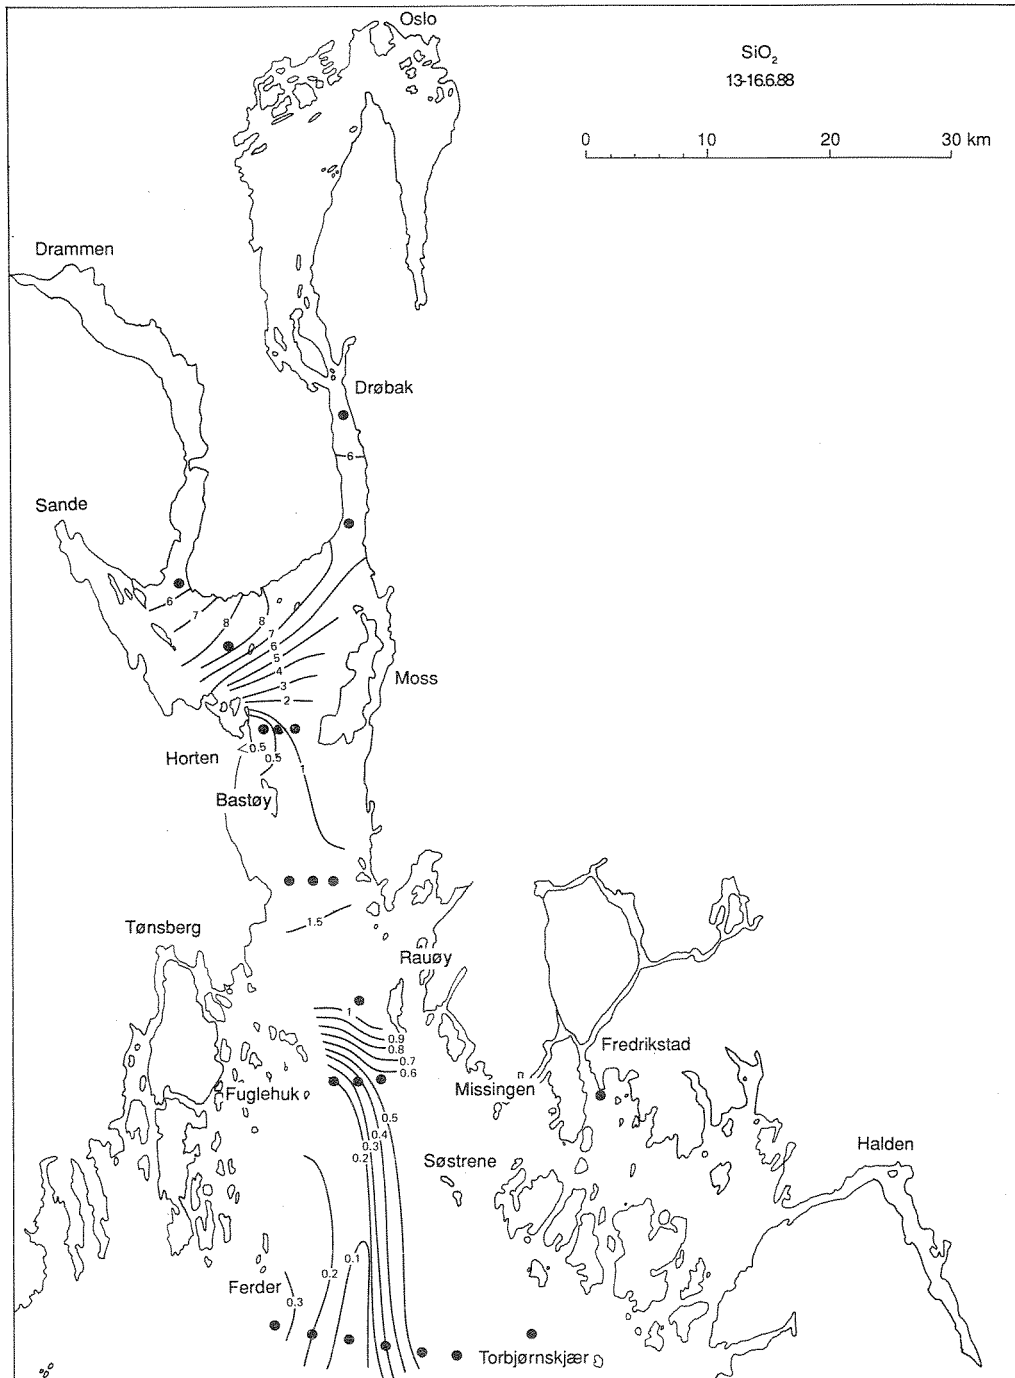 Oslo
SiO2
13-16.6.88
0 10 20 30 km
Drammen
Drøbak
6
Sande
6
7
8
8
7
6
5
4
3
2
Moss
Horten
<0.5
0.5
1
Bastøy
1.5
Tønsberg
Rauøy
1
0.9
0.8
0.7
0.6
Fredrikstad
Fuglehuk
Missingen
0.5
0.4
0.3
0.2
Søstrene
Halden
0.1
0.2
Ferder
0.3
Torbjørnskjær